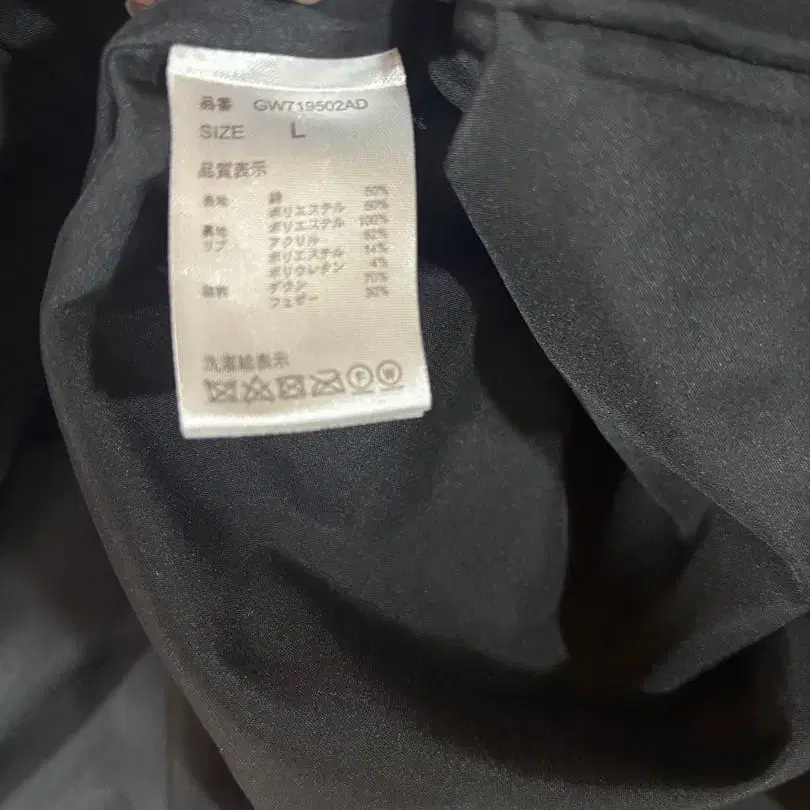 品番 GW719502AD
SIZE L
品質表示
表地 綿 50%
ポリエステル 50%
裏地 ポリエステル 100%
リブ アクリル 82%
ポリエステル 14%
ポリウレタン 4%
詰物 ダウン 70%
フェザー 30%
洗濯絵表示
F W